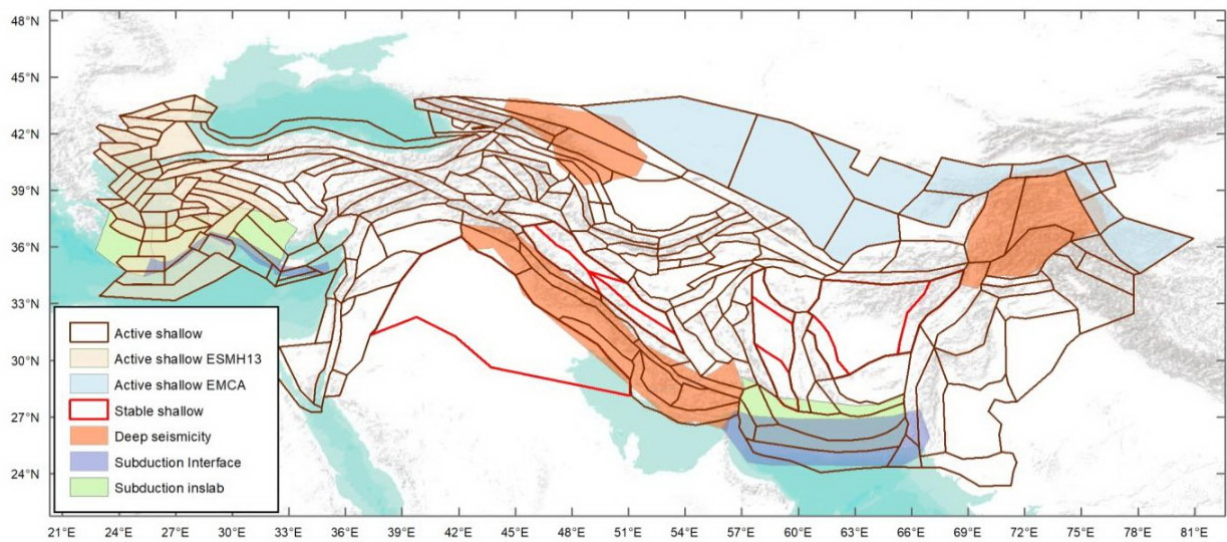 48°N
45°N
42°N
39°N
36°N
33°N
30°N
27°N
24°N
Active shallow
Active shallow ESMH13
Active shallow EMCA
Stable shallow
Deep seismicity
Subduction Interface
Subduction inslab
21°E 24°E 27°E 30°E 33°E 36°E 39°E 42°E 45°E 48°E 51°E 54°E 57°E 60°E 63°E 66°E 69°E 72°E 75°E 78°E 81°E